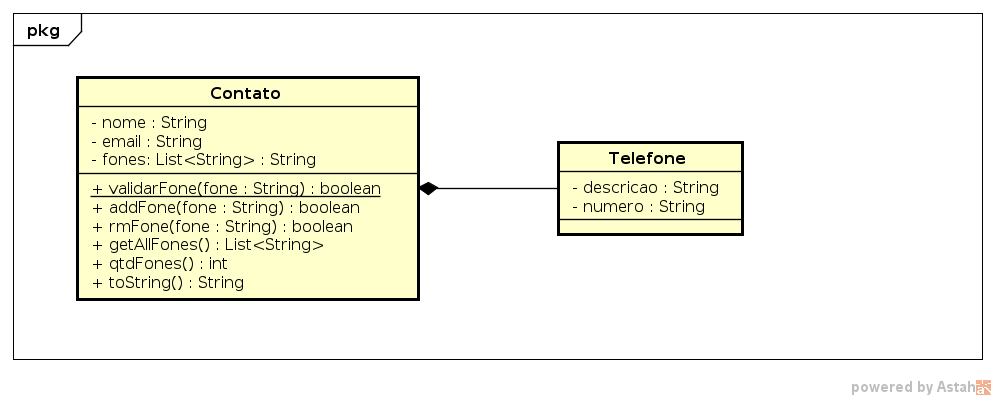 pkg
Contato
- nome : String
- email : String
- fones: List<String> : String
+ validarFone(fone : String) : boolean
+ addFone(fone : String) : boolean
+ rmFone(fone : String) : boolean
+ getAllFones() : List<String>
+ qtdFones() : int
+ toString() : String
Telefone
- descricao : String
- numero : String
powered by Astah